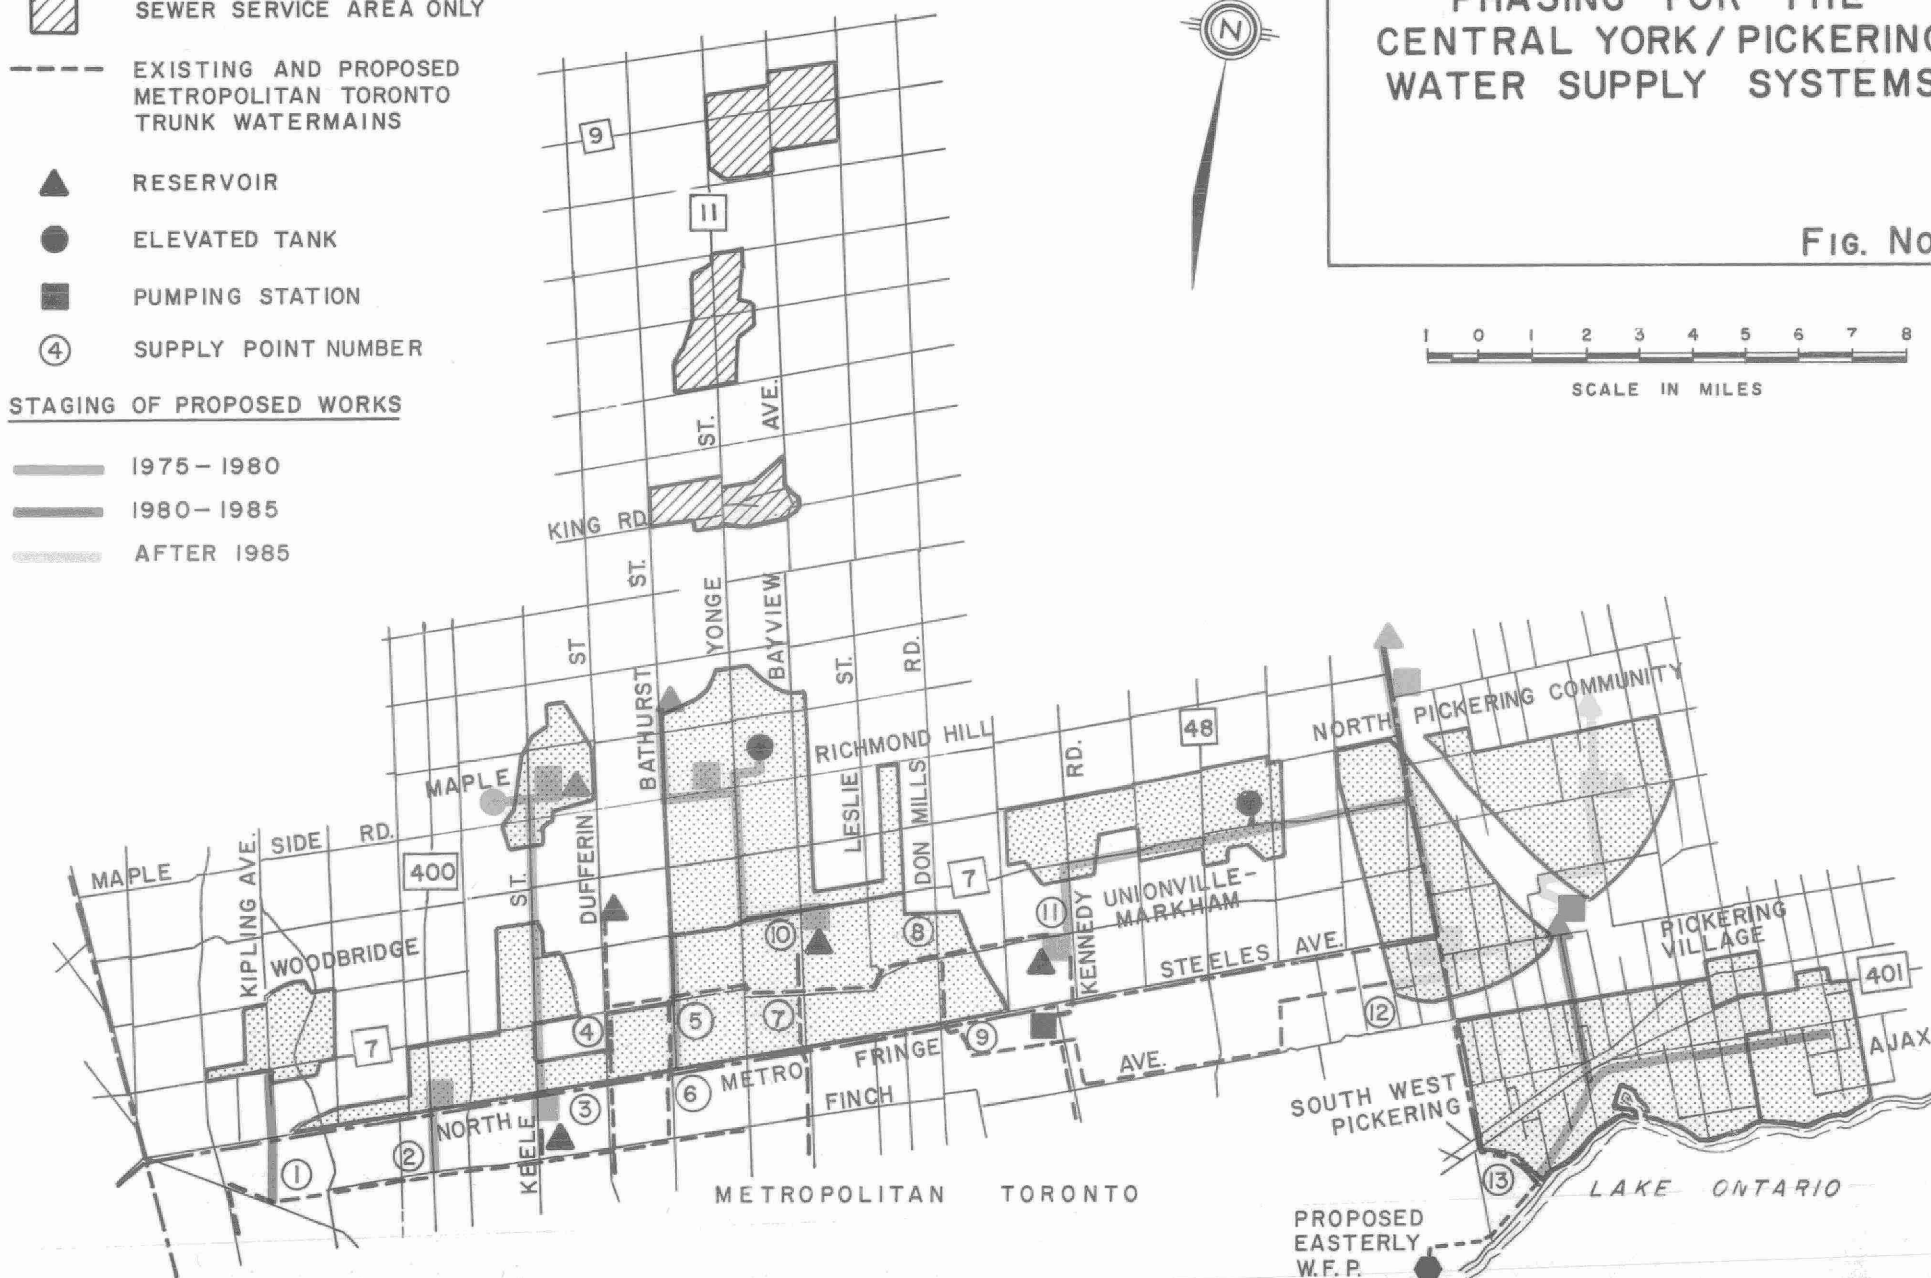 SEWER SERVICE AREA ONLY
EXISTING AND PROPOSED
METROPOLITAN TORONTO
TRUNK WATERMAINS
RESERVOIR
ELEVATED TANK
PUMPING STATION
4 SUPPLY POINT NUMBER
STAGING OF PROPOSED WORKS
1975-1980
1980-1985
AFTER 1985
N
PHASING FOR THE
CENTRAL YORK/PICKERING
WATER SUPPLY SYSTEMS
FIG. No
1 0 1 2 3 4 5 6 7 8
SCALE IN MILES
9
11
ST.
AVE.
KING RD.
ST.
YONGE
BAYVIEW
ST
BATHURST
ST.
RD.
RICHMOND HILL
MAPLE
LESLIE
DON MILLS
RD.
48
NORTH PICKERING COMMUNITY
MAPLE SIDE RD.
KIPLING AVE.
400
ST.
DUFFERIN
7
UNIONVILLE-
MARKHAM
KENNEDY
11
10
8
WOODBRIDGE
STEELES AVE.
PICKERING
VILLAGE
401
AJAX
7
4
5
7
9
12
NORTH METRO FRINGE
6
3
FINCH AVE.
KEELE
2
1
SOUTH WEST
PICKERING
13
METROPOLITAN TORONTO
LAKE ONTARIO
PROPOSED
EASTERLY
W.F.P.